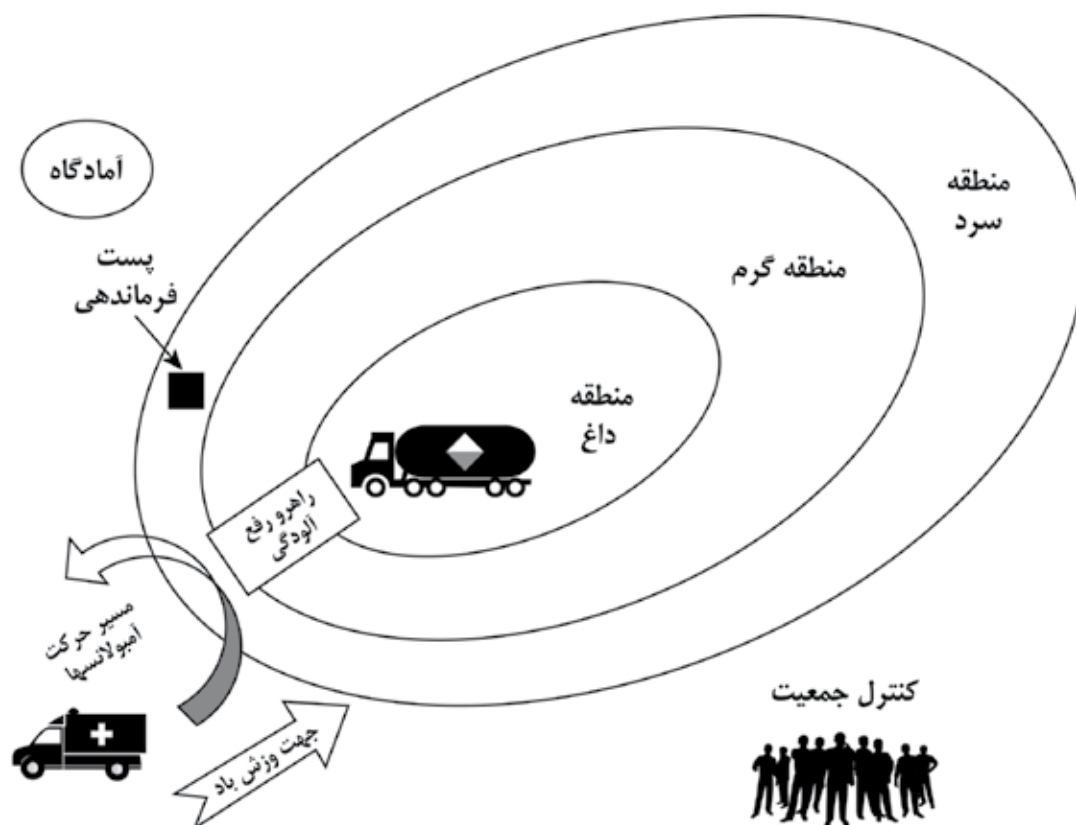 آمادگاه
پست
فرماندهی
منطقه
سرد
منطقه گرم
منطقه
داغ
راهرو رفع
آلودگی
مسیر حرکت
آمبولانسها
جهت وزش باد
کنترل جمعیت